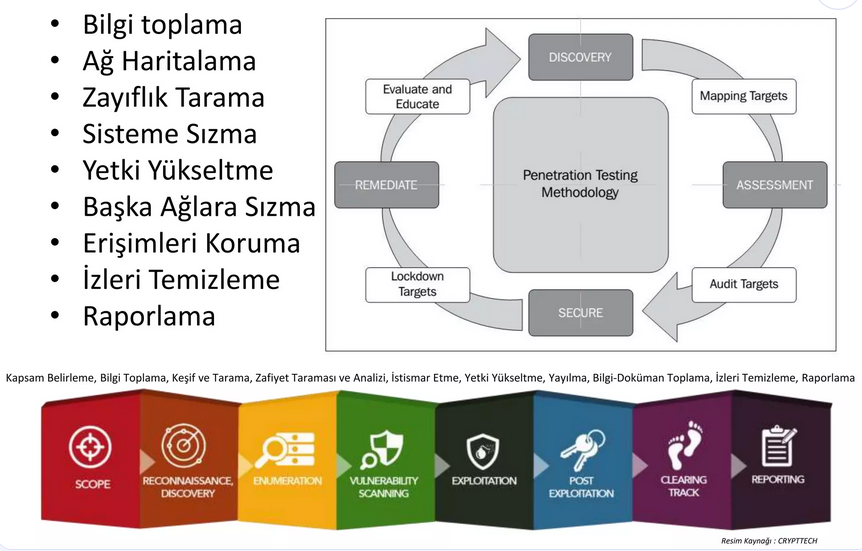 • Bilgi toplama
• Ağ Haritalama
• Zayıflık Tarama
• Sisteme Sızma
• Yetki Yükseltme
• Başka Ağlara Sızma
• Erişimleri Koruma
• İzleri Temizleme
• Raporlama
DISCOVERY
Evaluate and
Educate
Mapping Targets
Penetration Testing
Methodology
REMEDIATE
ASSESSMENT
Lockdown
Targets
Audit Targets
SECURE
Kapsam Belirleme, Bilgi Toplama, Keşif ve Tarama, Zafiyet Taraması ve Analizi, İstismar Etme, Yetki Yükseltme, Yayılma, Bilgi-Doküman Toplama, İzleri Temizleme, Raporlama
SCOPE
RECONNAISSANCE,
DISCOVERY
ENUMERATION
VULNERABILITY
SCANNING
EXPLOITATION
POST
EXPLOITATION
CLEARING
TRACK
REPORTING
Resim Kaynağı : CRYPTTECH